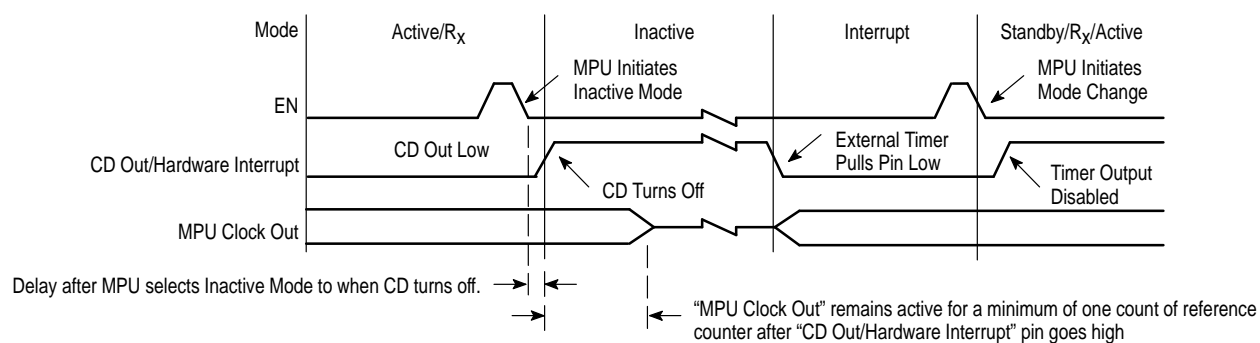 Mode Active/RX Inactive Interrupt Standby/RX/Active
MPU Initiates
Inactive Mode
MPU Initiates
Mode Change
EN
CD Out Low
External Timer
Pulls Pin Low
CD Out/Hardware Interrupt
CD Turns Off
Timer Output
Disabled
MPU Clock Out
Delay after MPU selects Inactive Mode to when CD turns off.
“MPU Clock Out” remains active for a minimum of one count of reference
counter after “CD Out/Hardware Interrupt” pin goes high